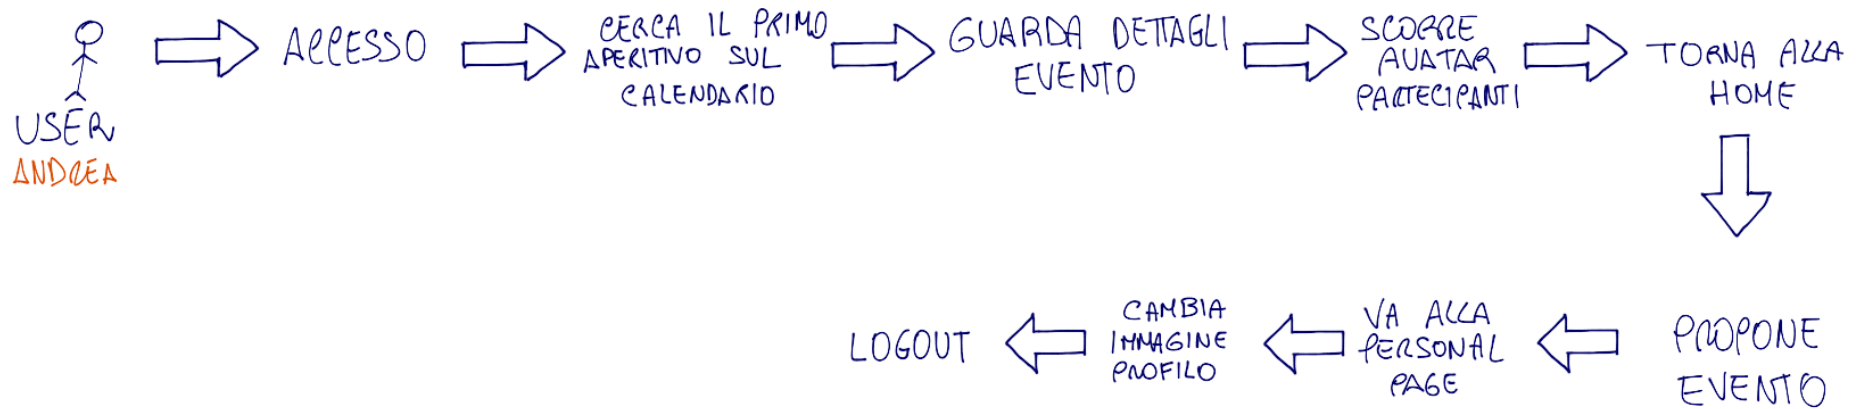 USER
ANDREA
ACCESSO
CERCA IL PRIMO
APERITIVO SUL
CALENDARIO
GUARDA DETTAGLI
EVENTO
SCORRE
AVATAR
PARTECIPANTI
TORNA ALLA
HOME
PROPONE
EVENTO
VA ALLA
PERSONAL
PAGE
CAMBIA
IMMAGINE
PROFILO
LOGOUT